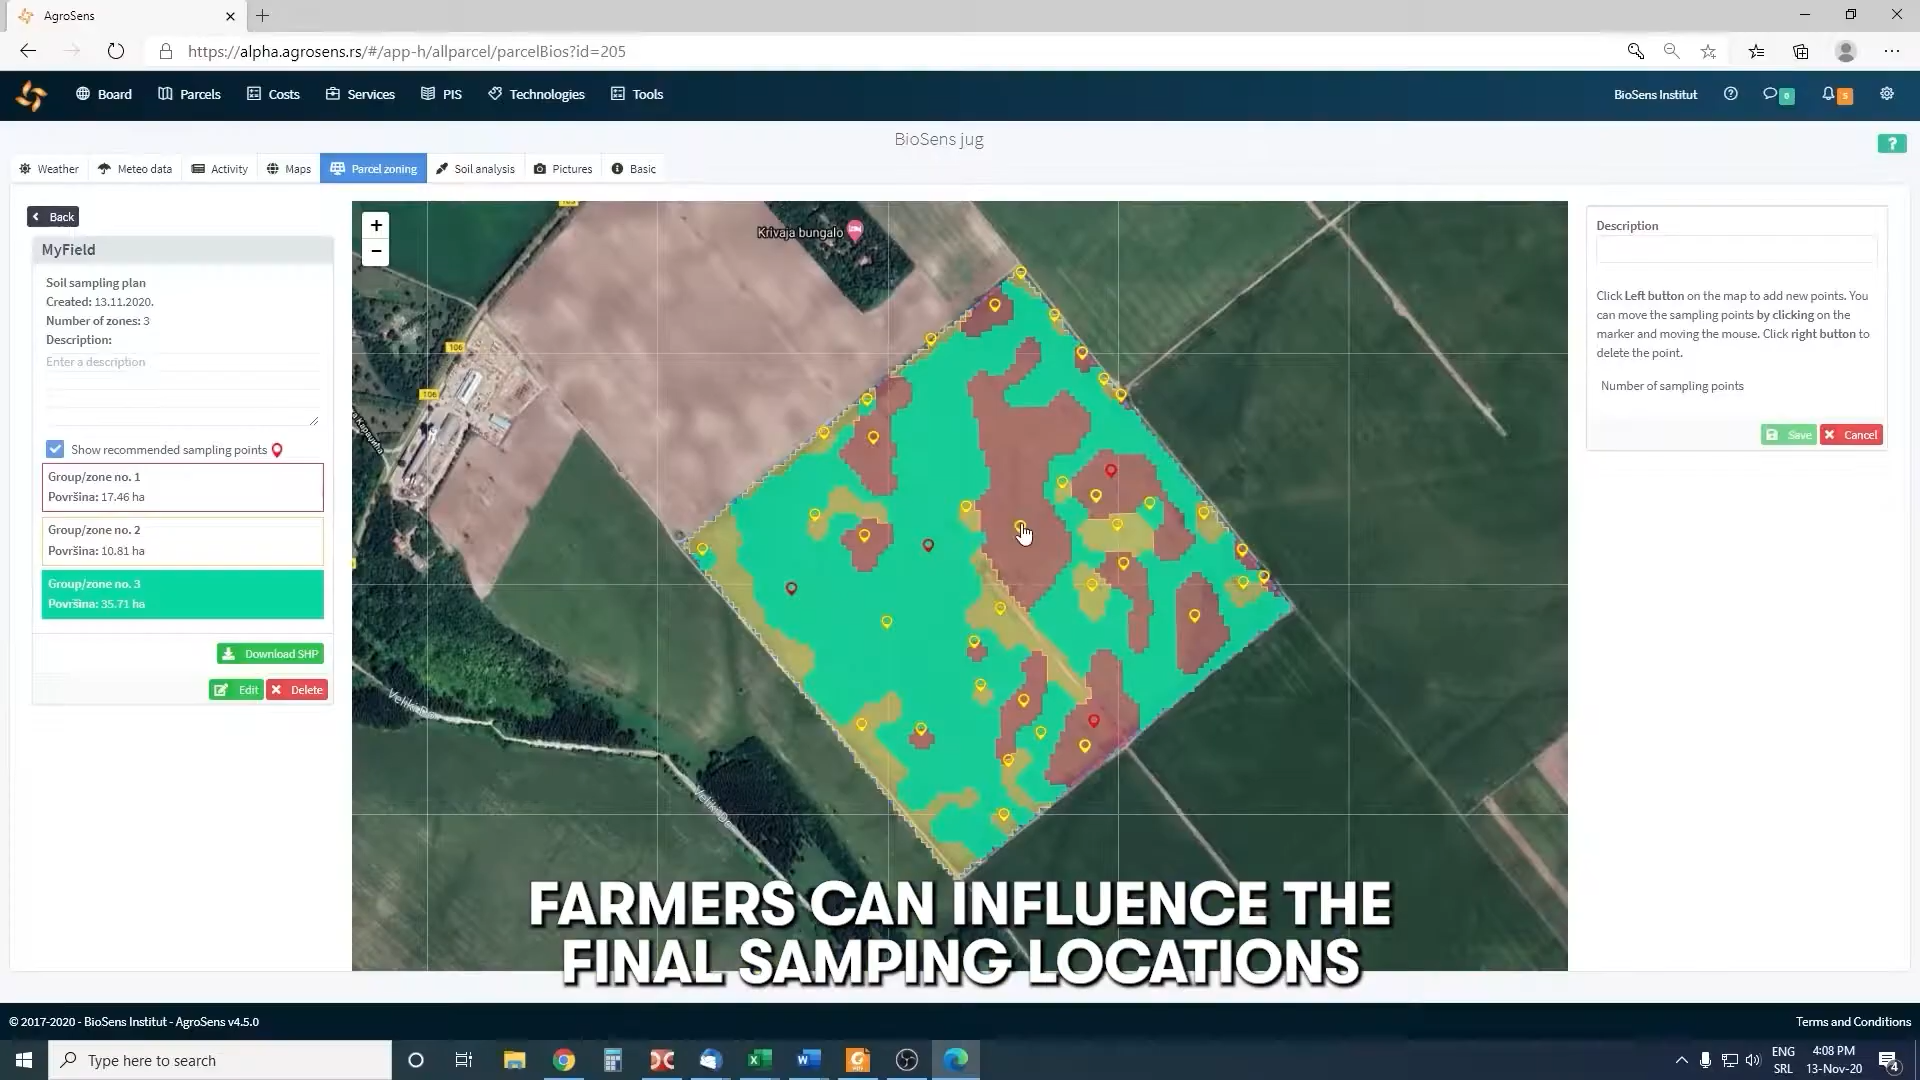 AgroSens
https://alpha.agrosens.rs/#/app-h/allparcel/parcelBios?id=205
Board
Parcels
Costs
Services
PIS
Technologies
Tools
BioSens Institut
0
5
BioSens jug
?
Weather
Meteo data
Activity
Maps
Parcel zoning
Soil analysis
Pictures
Basic
Back
MyField
Soil sampling plan
Created: 13.11.2020.
Number of zones: 3
Description:
Enter a description
Show recommended sampling points
Group/zone no. 1
Površina: 17.46 ha
Group/zone no. 2
Površina: 10.81 ha
Group/zone no. 3
Površina: 35.71 ha
Download SHP
Edit
Delete
+
−
Krivaja bungalo
106
106
Veliki Do
Description
Click Left button on the map to add new points. You
can move the sampling points by clicking on the
marker and moving the mouse. Click right button to
delete the point.
Number of sampling points
Save
Cancel
FARMERS CAN INFLUENCE THE
FINAL SAMPING LOCATIONS
© 2017-2020 - BioSens Institut - AgroSens v4.5.0
Terms and Conditions
Type here to search
ENG
SRL
4:08 PM
13-Nov-20
4